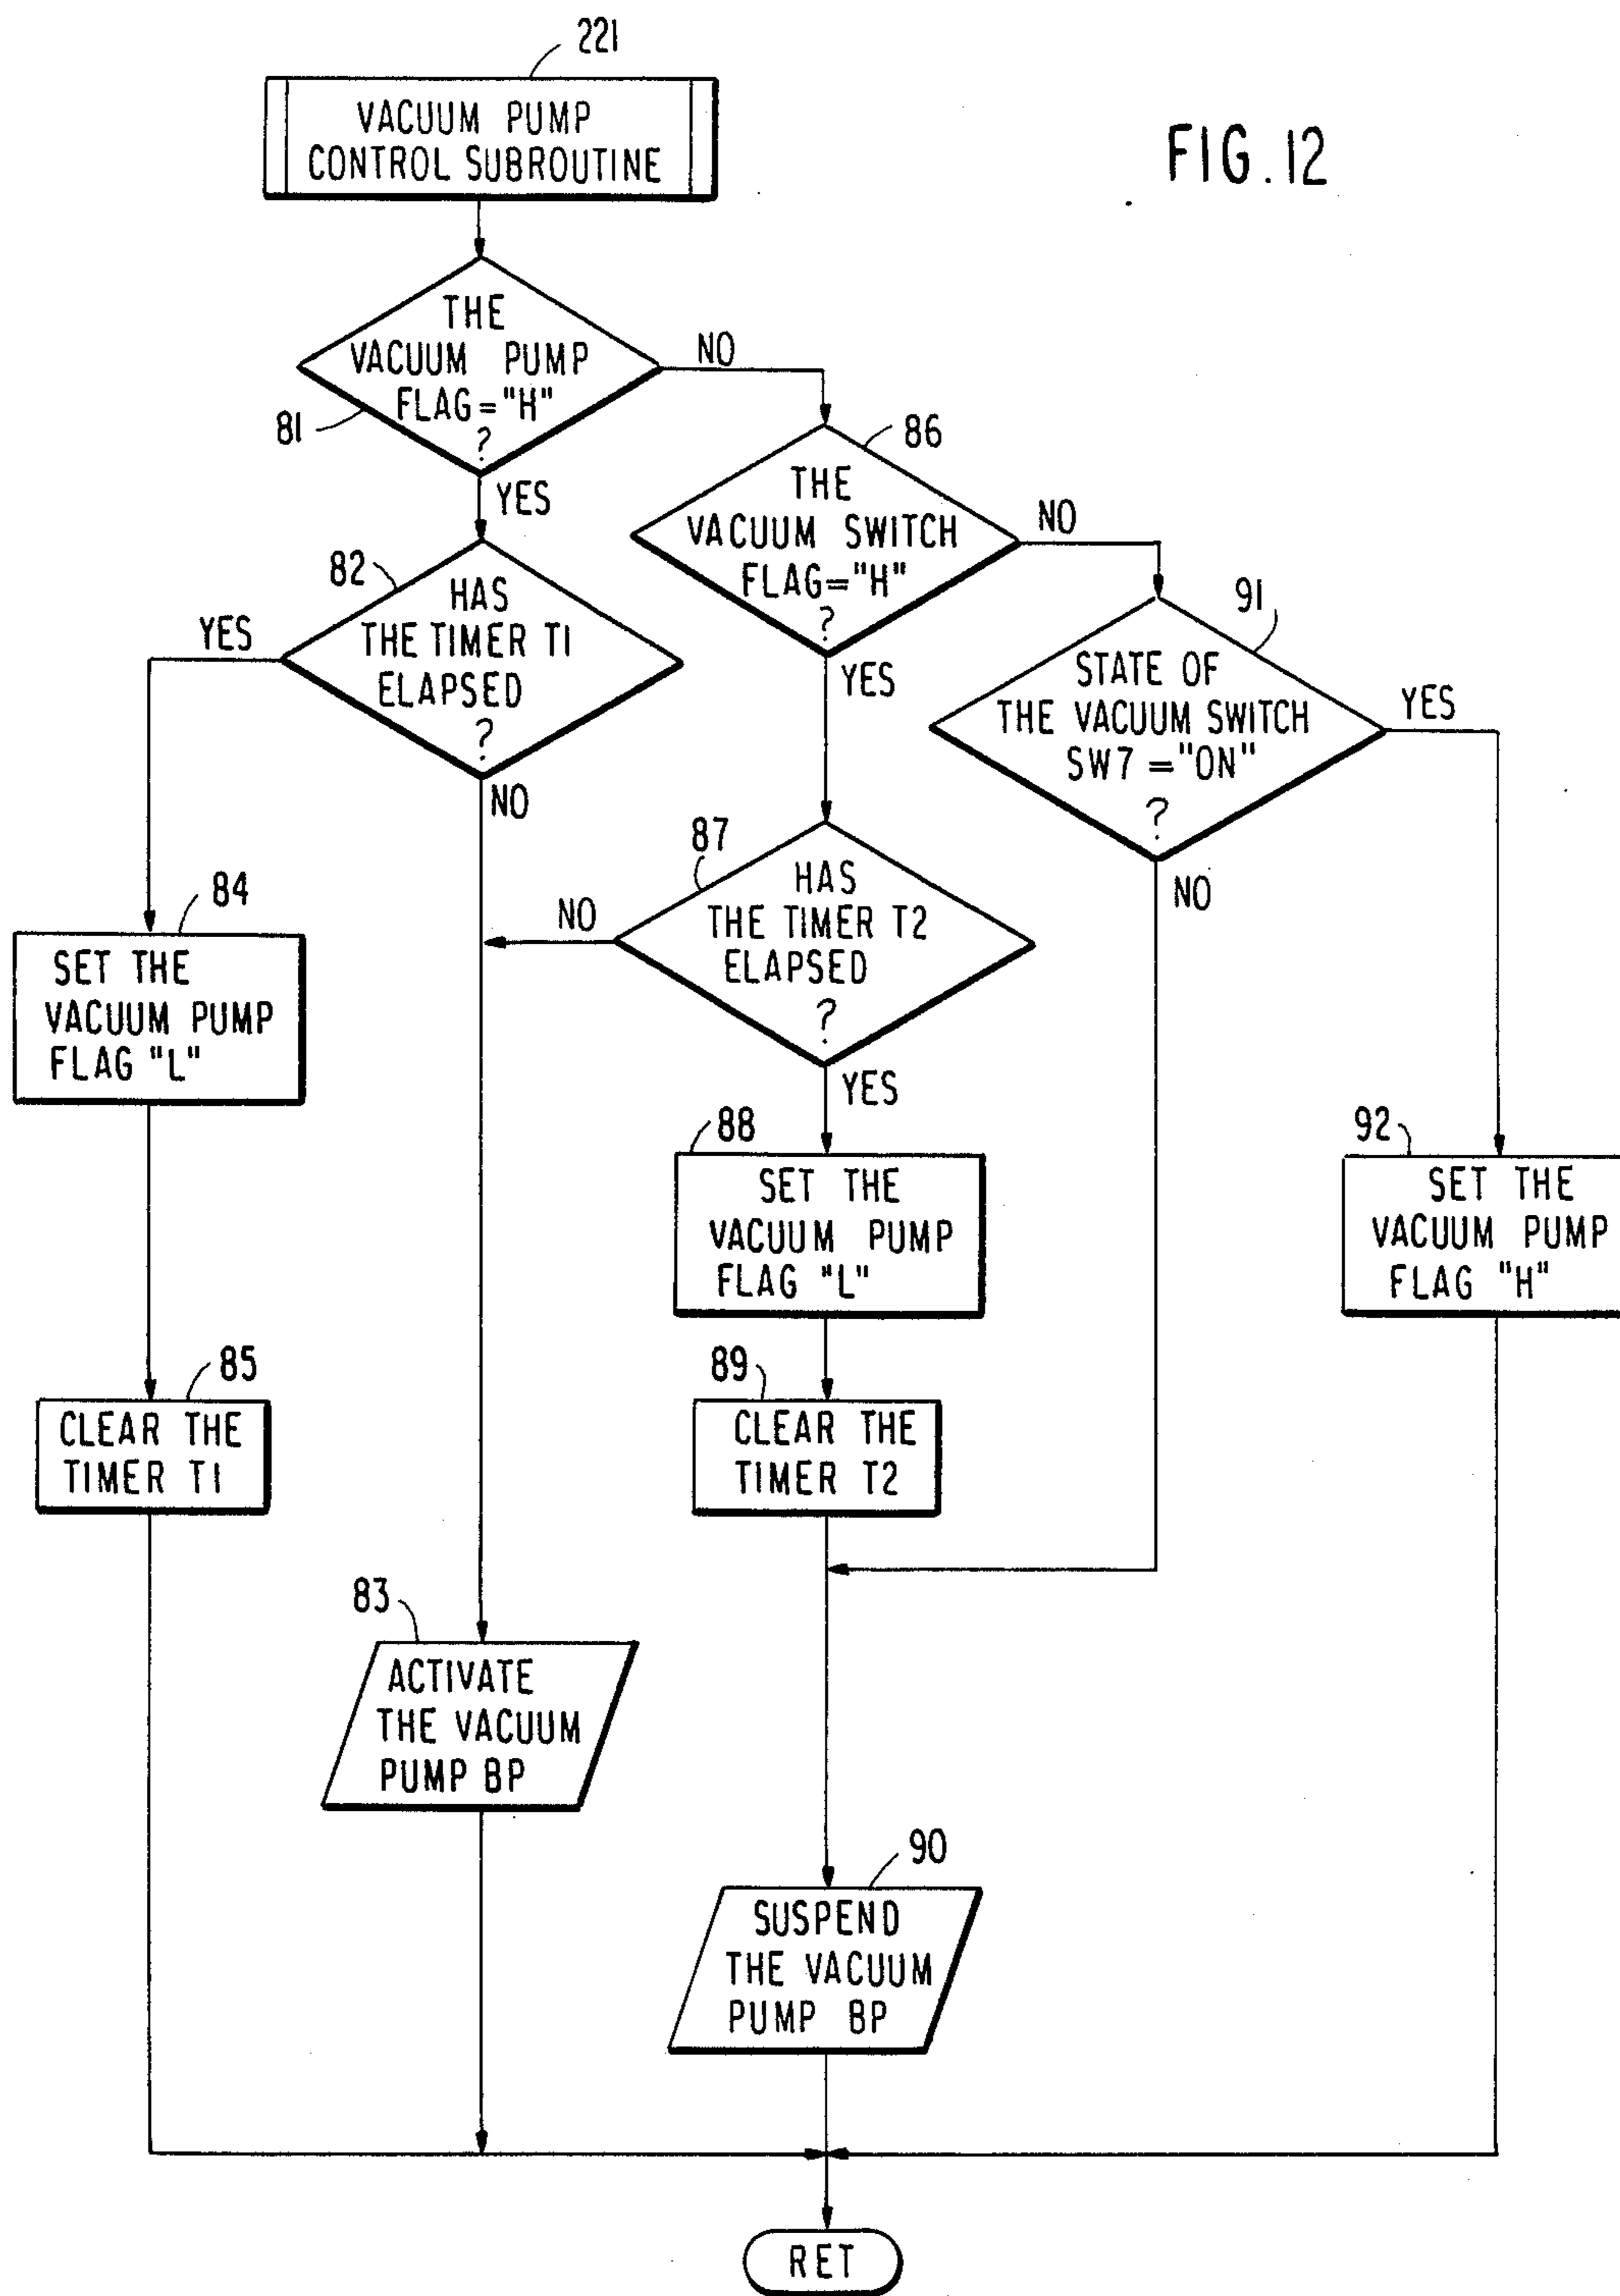 221
VACUUM PUMP
CONTROL SUBROUTINE
FIG.12
THE
VACUUM PUMP
FLAG="H"
?
81
NO
YES
86
THE
VACUUM SWITCH
FLAG="H"
?
NO
YES
82
HAS
THE TIMER T1
ELAPSED
?
YES
NO
91
STATE OF
THE VACUUM SWITCH
SW7="ON"
?
YES
NO
87
HAS
THE TIMER T2
ELAPSED
?
NO
YES
84
SET THE
VACUUM PUMP
FLAG "L"
88
SET THE
VACUUM PUMP
FLAG "L"
92
SET THE
VACUUM PUMP
FLAG "H"
85
CLEAR THE
TIMER T1
89
CLEAR THE
TIMER T2
83
ACTIVATE
THE VACUUM
PUMP BP
90
SUSPEND
THE VACUUM
PUMP BP
RET